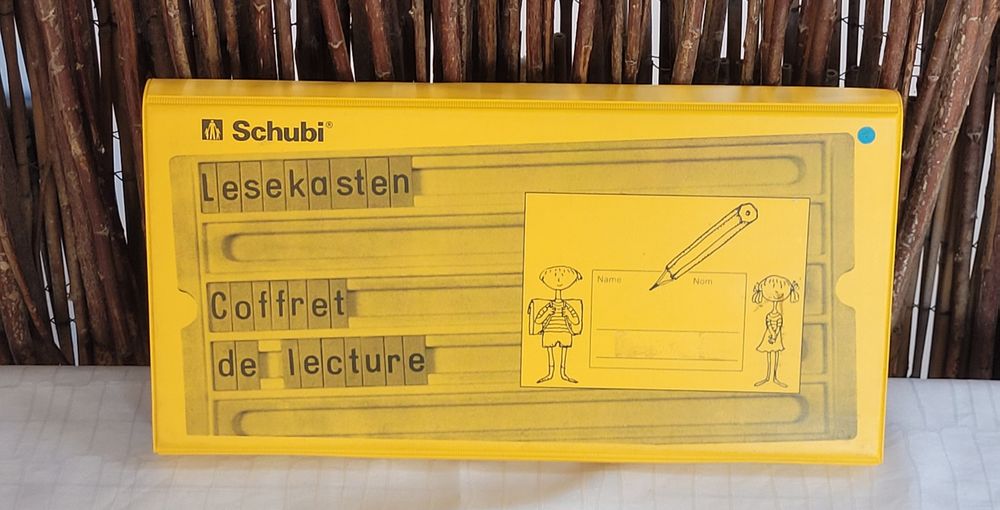 Schubi®
Lesekasten
Coffret
de lecture
Name Nom